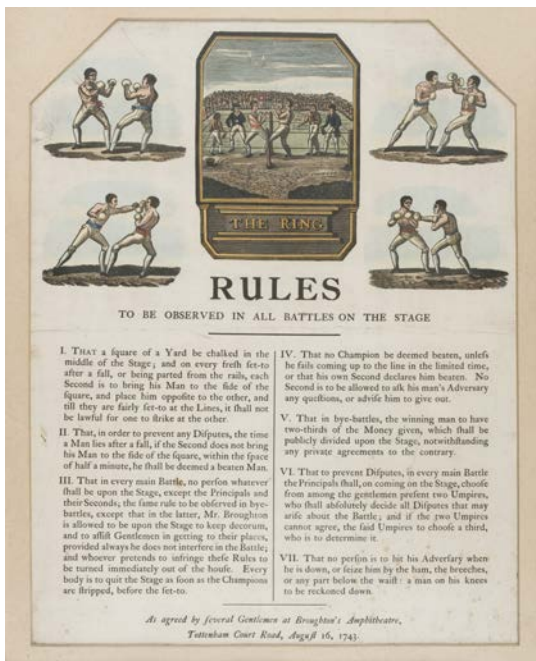 THE RING
RULES
TO BE OBSERVED IN ALL BATTLES ON THE STAGE
I. THAT a ſquare of a Yard be chalked in the
middle of the Stage; and on every freſh ſet-to
after a fall, or being parted from the rails, each
Second is to bring his Man to the ſide of the
ſquare, and place him oppoſite to the other, and
till they are fairly ſet-to at the Lines, it ſhall not
be lawful for one to ſtrike at the other.
II. That, in order to prevent any Diſputes, the time
a Man lies after a fall, if the Second does not bring
his Man to the ſide of the ſquare, within the ſpace
of half a minute, he ſhall be deemed a beaten Man.
III. That in every main Battle, no perſon whatever
ſhall be upon the Stage, except the Principals and
their Seconds; the ſame rule to be obſerved in bye-
battles, except that in the latter, Mr. Broughton
is allowed to be upon the Stage to keep decorum,
and to aſſiſt Gentlemen in getting to their places,
provided always he does not interfere in the Battle;
and whoever pretends to infringe theſe Rules to
be turned immediately out of the houſe. Every
body is to quit the Stage as ſoon as the Champions
are ſtripped, before the ſet-to.
IV. That no Champion be deemed beaten, unleſs
he fails coming up to the line in the limited time,
or that his own Second declares him beaten. No
Second is to be allowed to aſk his man's Adverſary
any queſtions, or adviſe him to give out.
V. That in bye-battles, the winning man to have
two-thirds of the Money given, which ſhall be
publicly divided upon the Stage, notwithſtanding
any private agreements to the contrary.
VI. That to prevent Diſputes, in every main Battle
the Principals ſhall, on coming on the Stage, chooſe
from among the gentlemen preſent two Umpires,
who ſhall abſolutely decide all Diſputes that may
ariſe about the Battle; and if the two Umpires
cannot agree, the ſaid Umpires to chooſe a third,
who is to determine it.
VII. That no perſon is to hit his Adverſary when
he is down, or ſeize him by the ham, the breeches,
or any part below the waiſt: a man on his knees
to be reckoned down.
As agreed by ſeveral Gentlemen at Broughton's Amphitheatre,
Tottenham Court Road, Auguſt 16, 1743.